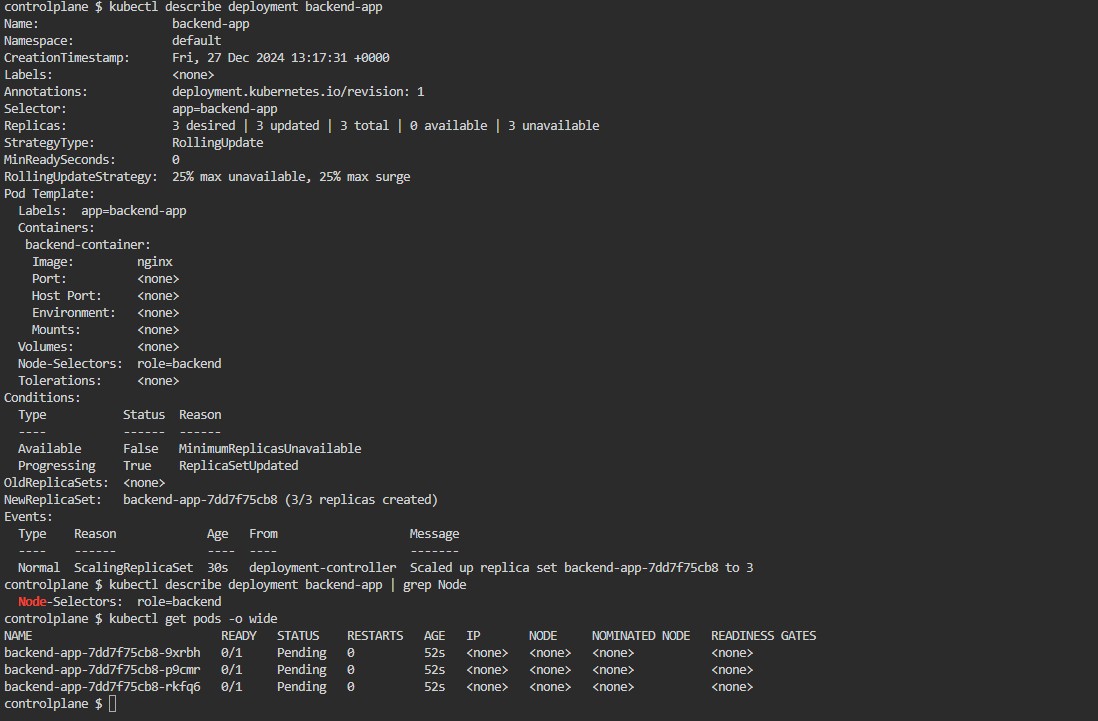 controlplane $ kubectl describe deployment backend-app
Name:                   backend-app
Namespace:              default
CreationTimestamp:      Fri, 27 Dec 2024 13:17:31 +0000
Labels:                 <none>
Annotations:            deployment.kubernetes.io/revision: 1
Selector:               app=backend-app
Replicas:               3 desired | 3 updated | 3 total | 0 available | 3 unavailable
StrategyType:           RollingUpdate
MinReadySeconds:        0
RollingUpdateStrategy:  25% max unavailable, 25% max surge
Pod Template:
  Labels:  app=backend-app
  Containers:
   backend-container:
    Image:         nginx
    Port:          <none>
    Host Port:     <none>
    Environment:   <none>
    Mounts:        <none>
  Volumes:         <none>
  Node-Selectors:  role=backend
  Tolerations:     <none>
Conditions:
  Type           Status  Reason
  ----           ------  ------
  Available      False   MinimumReplicasUnavailable
  Progressing    True    ReplicaSetUpdated
OldReplicaSets:  <none>
NewReplicaSet:   backend-app-7dd7f75cb8 (3/3 replicas created)
Events:
  Type    Reason             Age   From                   Message
  ----    ------             ----  ----                   -------
  Normal  ScalingReplicaSet  30s   deployment-controller  Scaled up replica set backend-app-7dd7f75cb8 to 3
controlplane $ kubectl describe deployment backend-app | grep Node
  Node-Selectors:  role=backend
controlplane $ kubectl get pods -o wide
NAME                           READY   STATUS    RESTARTS   AGE   IP       NODE     NOMINATED NODE   READINESS GATES
backend-app-7dd7f75cb8-9xrbh   0/1     Pending   0          52s   <none>   <none>   <none>           <none>
backend-app-7dd7f75cb8-p9cmr   0/1     Pending   0          52s   <none>   <none>   <none>           <none>
backend-app-7dd7f75cb8-rkfq6   0/1     Pending   0          52s   <none>   <none>   <none>           <none>
controlplane $